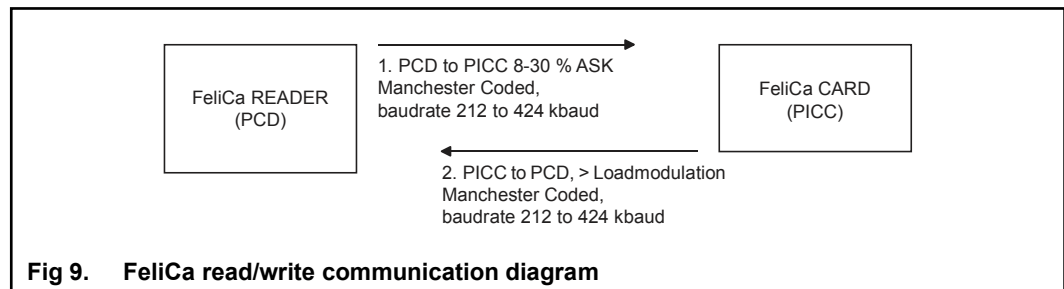 FeliCa READER
(PCD)
1. PCD to PICC 8-30 % ASK
Manchester Coded,
baudrate 212 to 424 kbaud
FeliCa CARD
(PICC)
2. PICC to PCD, > Loadmodulation
Manchester Coded,
baudrate 212 to 424 kbaud
Fig 9. FeliCa read/write communication diagram